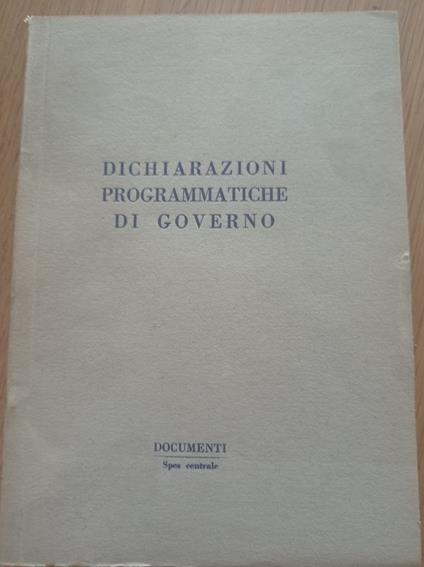 DICHIARAZIONI
PROGRAMMATICHE
DI GOVERNO
DOCUMENTI
Spes centrale